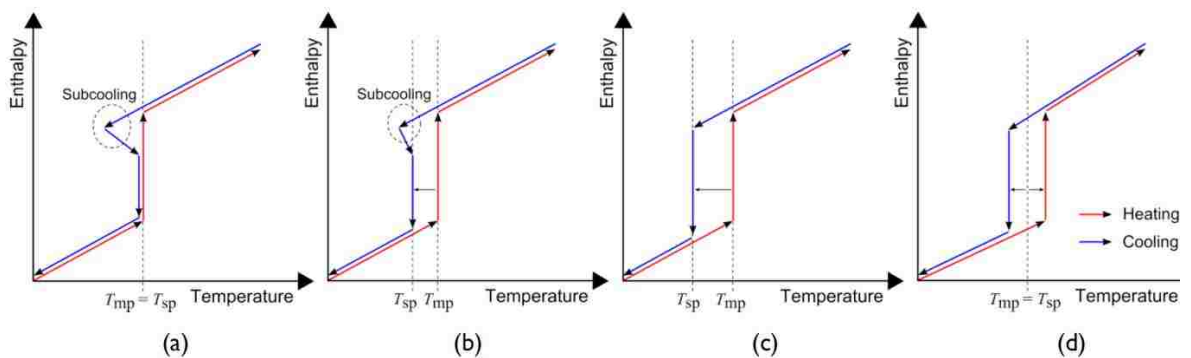 Enthalpy
Subcooling
T_mp = T_sp Temperature
(a)
Enthalpy
Subcooling
T_sp T_mp Temperature
(b)
Enthalpy
T_sp T_mp Temperature
(c)
Enthalpy
Heating
Cooling
T_mp = T_sp Temperature
(d)